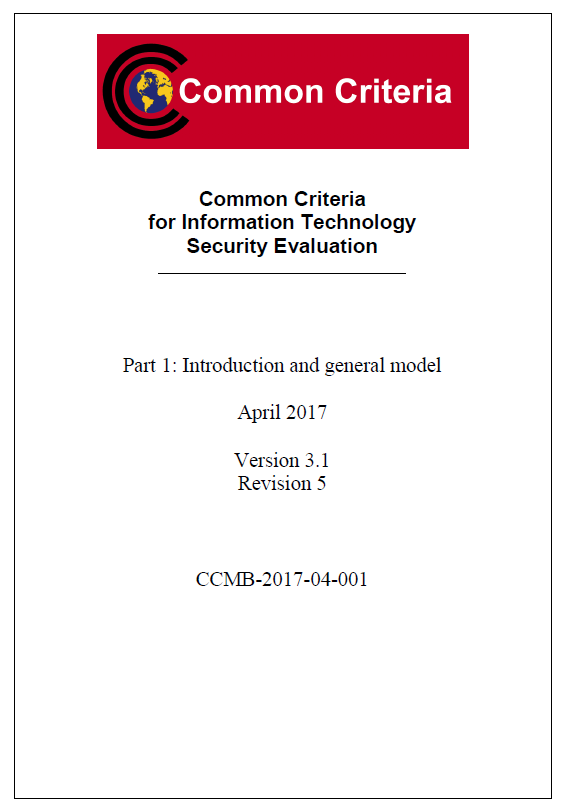 Common Criteria
Common Criteria
for Information Technology
Security Evaluation
Part 1: Introduction and general model
April 2017
Version 3.1
Revision 5
CCMB-2017-04-001